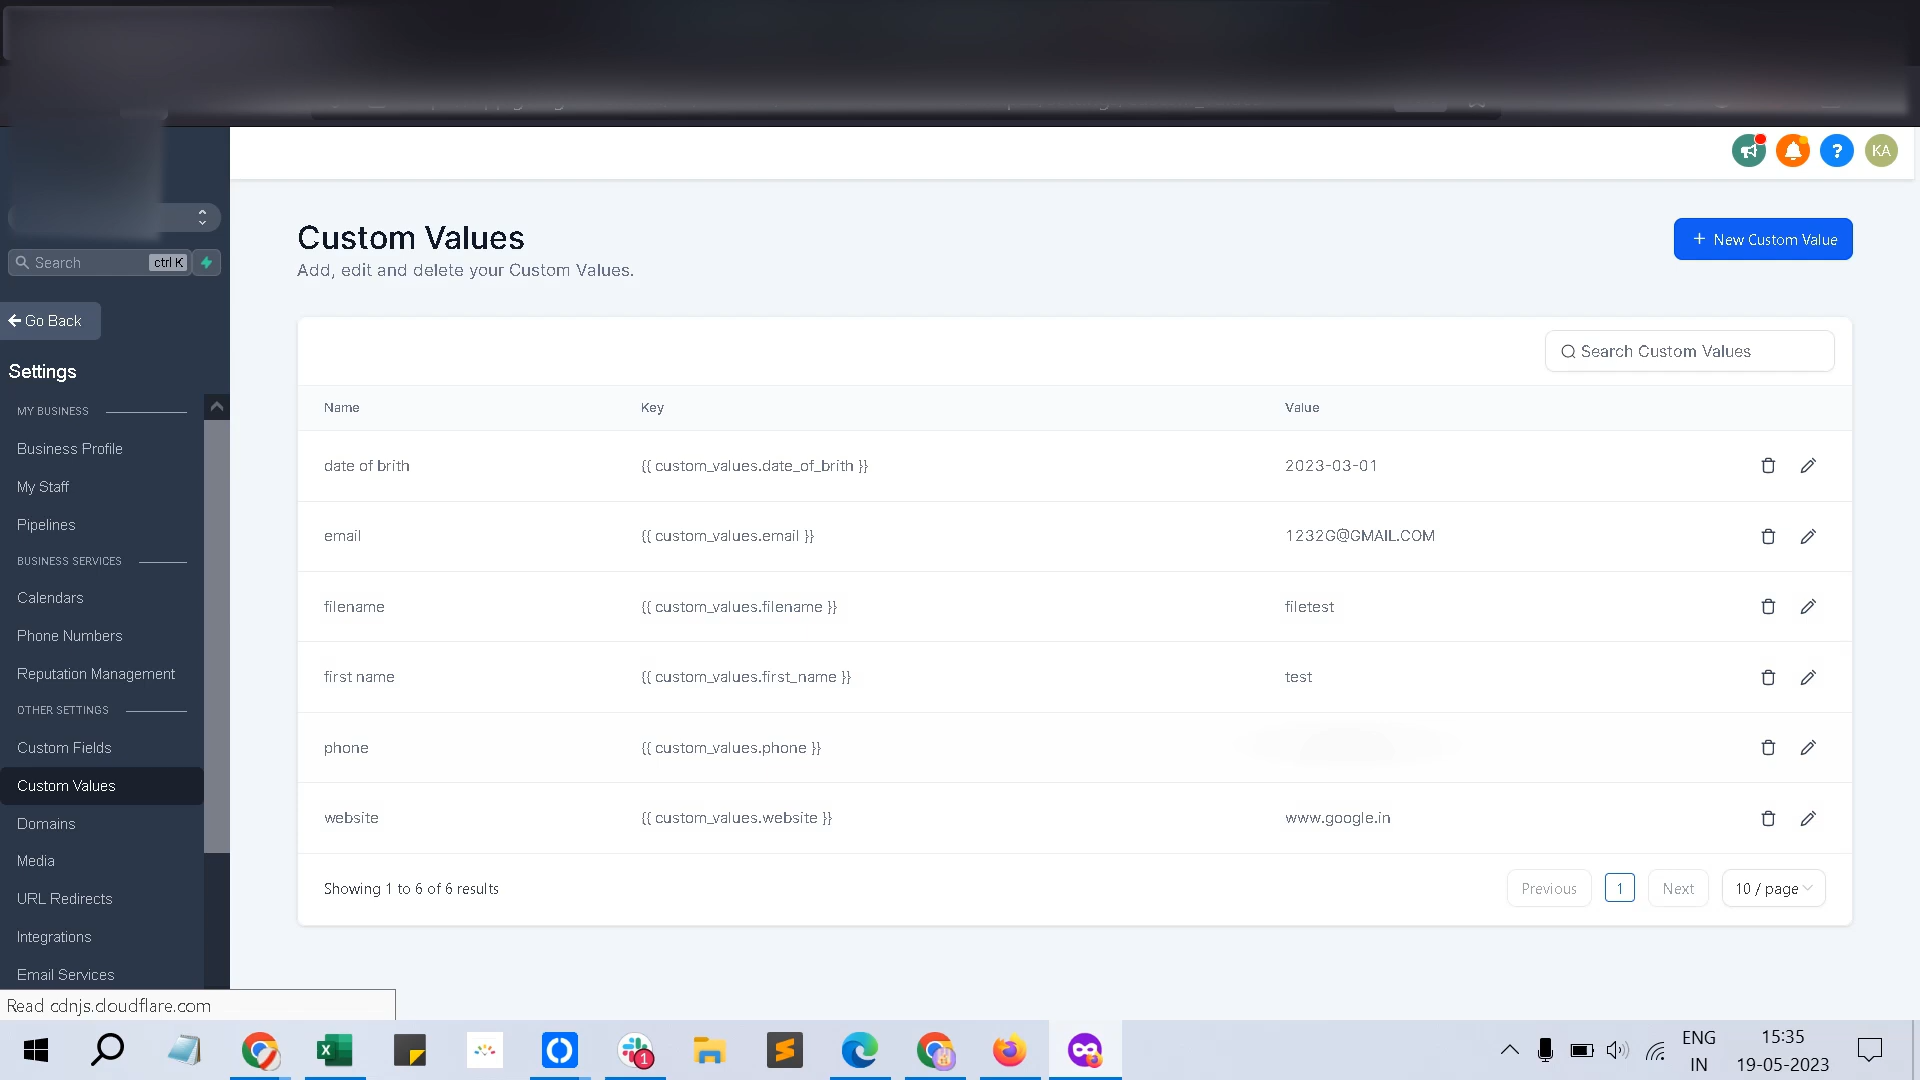 KA
Search ctrl K
Go Back
Settings
MY BUSINESS
Business Profile
My Staff
Pipelines
BUSINESS SERVICES
Calendars
Phone Numbers
Reputation Management
OTHER SETTINGS
Custom Fields
Custom Values
Domains
Media
URL Redirects
Integrations
Email Services
Read cdnjs.cloudflare.com
Custom Values
Add, edit and delete your Custom Values.
+ New Custom Value
Search Custom Values
Name Key Value
date of brith {{ custom_values.date_of_brith }} 2023-03-01
email {{ custom_values.email }} 1232G@GMAIL.COM
filename {{ custom_values.filename }} filetest
first name {{ custom_values.first_name }} test
phone {{ custom_values.phone }}
website {{ custom_values.website }} www.google.in
Showing 1 to 6 of 6 results Previous 1 Next 10 / page
1
ENG
IN
15:35
19-05-2023